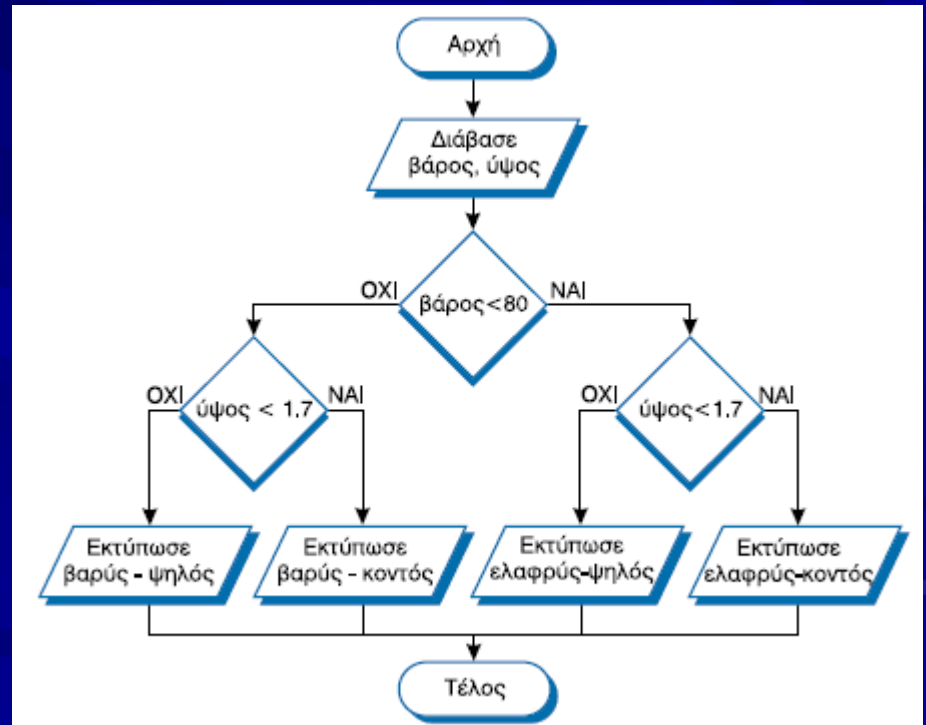 Αρχή
Διάβασε
βάρος, ύψος
ΟΧΙ
βάρος<80
ΝΑΙ
ΟΧΙ
ύψος < 1.7
ΝΑΙ
ΟΧΙ
ύψος<1.7
ΝΑΙ
Εκτύπωσε
βαρύς - ψηλός
Εκτύπωσε
βαρύς - κοντός
Εκτύπωσε
ελαφρύς-ψηλός
Εκτύπωσε
ελαφρύς-κοντός
Τέλος